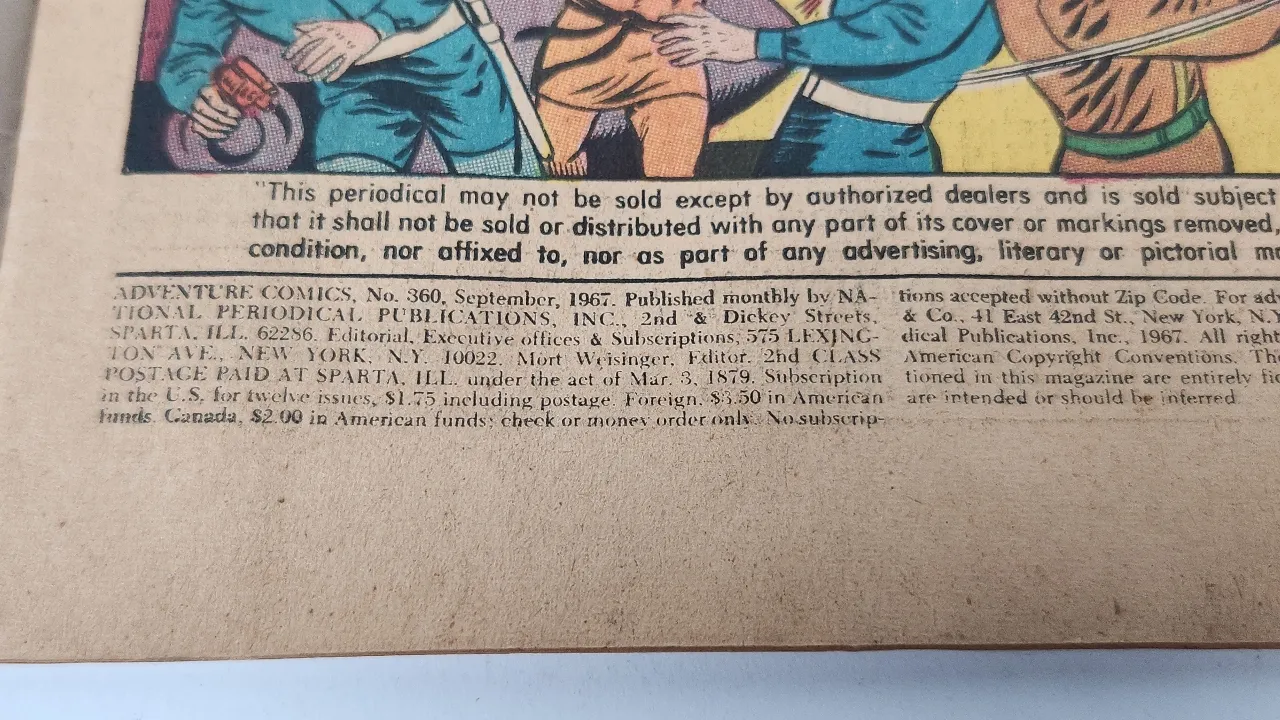 "This periodical may not be sold except by authorized dealers and is sold subject
that it shall not be sold or distributed with any part of its cover or markings removed,
condition, nor affixed to, nor as part of any advertising, literary or pictorial
ADVENTURE COMICS, No. 360, September, 1967. Published monthly by NA-
TIONAL PERIODICAL PUBLICATIONS, INC., 2nd & Dickey Streets,
SPARTA, ILL. 62286. Editorial, Executive offices & Subscriptions, 575 LEXING-
TON AVE., NEW YORK, N.Y. 10022. Mort Weisinger, Editor. 2nd CLASS
POSTAGE PAID AT SPARTA, ILL. under the act of Mar. 3, 1879. Subscription
in the U.S. for twelve issues, $1.75 including postage. Foreign, $3.50 in American
funds. Canada, $2.00 in American funds; check or money order only. No subscrip-
tions accepted without Zip Code. For ad
& Co., 41 East 42nd St., New York, N.Y
dical Publications, Inc., 1967. All right
American Copyright Conventions. Th
tioned in this magazine are entirely fic
are intended or should be inferred